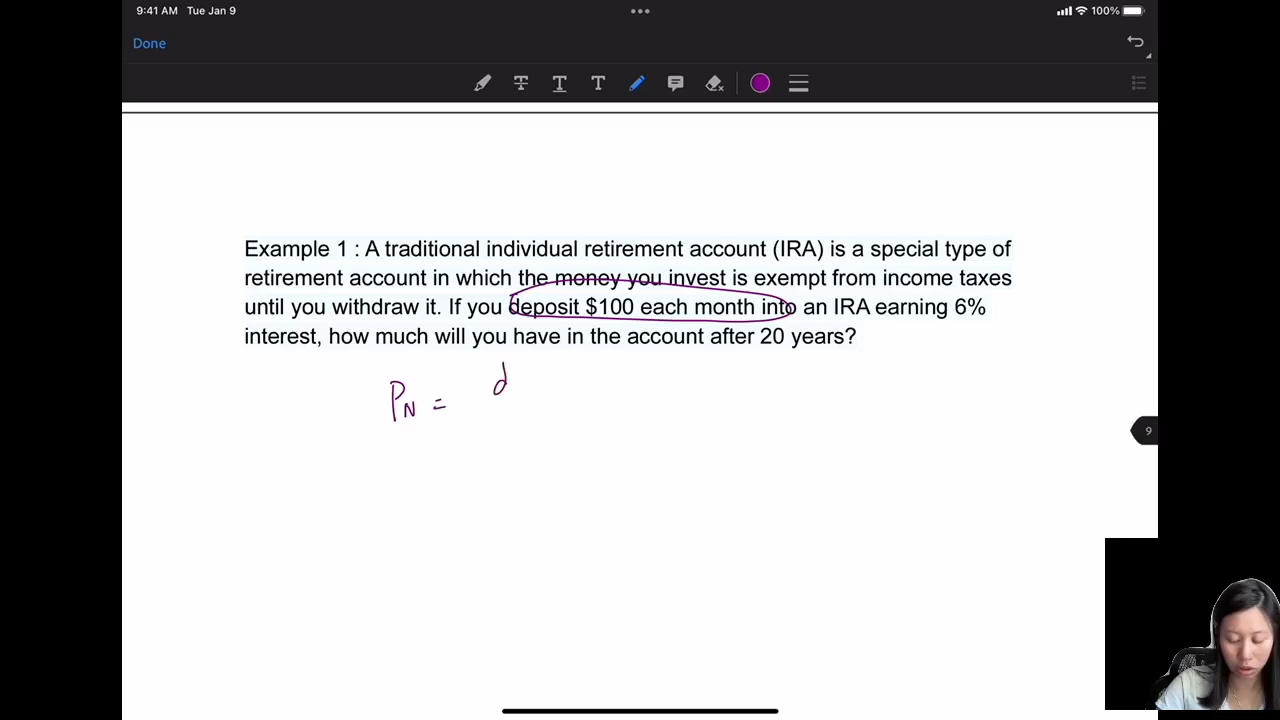 9:41 AM Tue Jan 9
100%
Done
T T T
9
Example 1 : A traditional individual retirement account (IRA) is a special type of
retirement account in which the money you invest is exempt from income taxes
until you withdraw it. If you deposit $100 each month into an IRA earning 6%
interest, how much will you have in the account after 20 years?
P_N = d